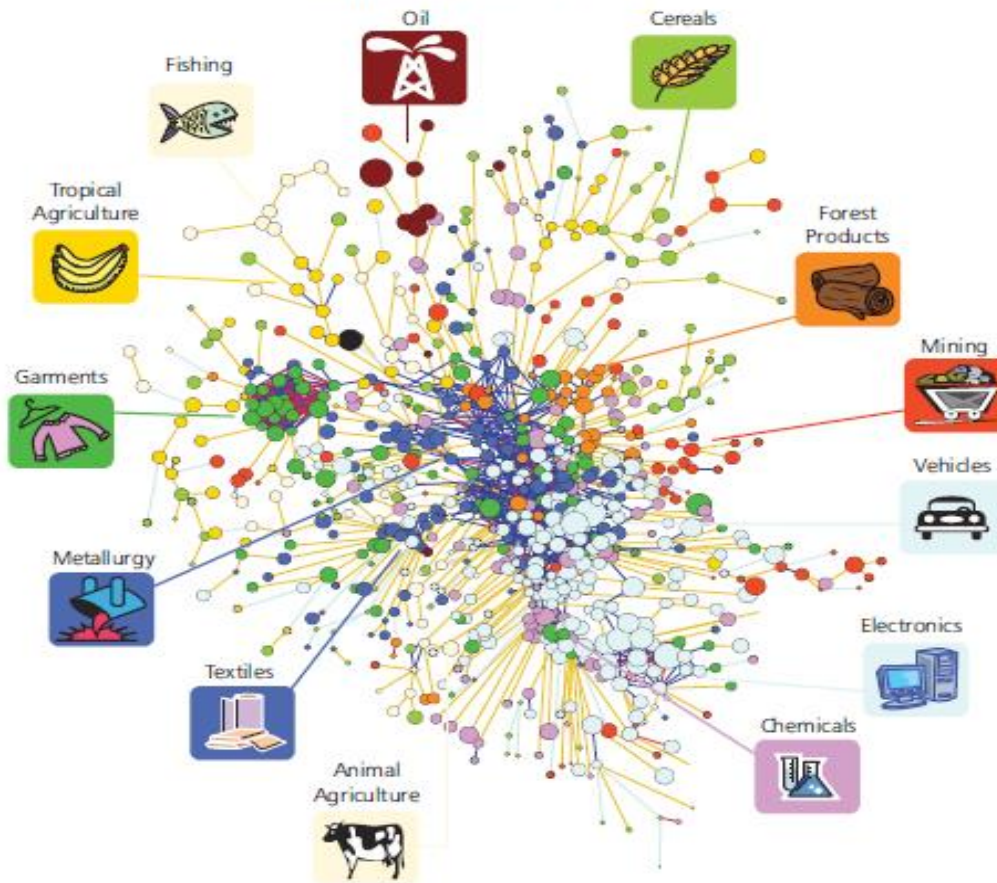 Oil
Cereals
Fishing
Tropical
Agriculture
Forest
Products
Mining
Garments
Vehicles
Metallurgy
Electronics
Textiles
Chemicals
Animal
Agriculture